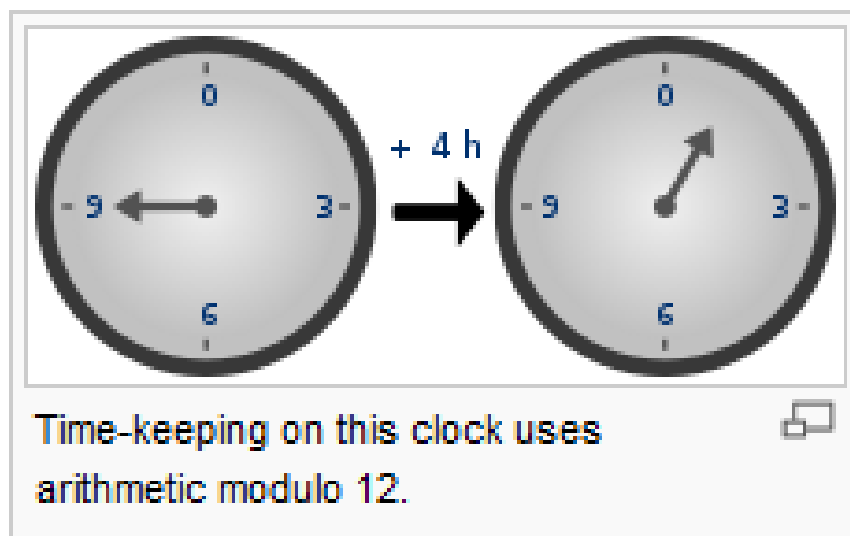 0
9 3
6
+ 4 h
0
9 3
6
Time-keeping on this clock uses
arithmetic modulo 12.